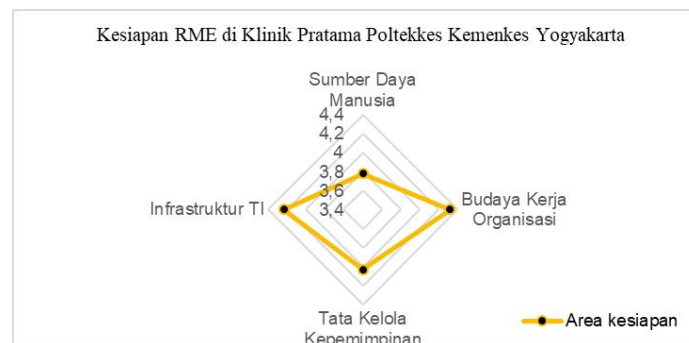 Kesiapan RME di Klinik Pratama Poltekkes Kemenkes Yogyakarta
Sumber Daya
Manusia
4,4
4,2
4
3,8
3,6
3,4
Infrastruktur TI
Budaya Kerja
Organisasi
Tata Kelola
Kepemimpinan
Area kesiapan